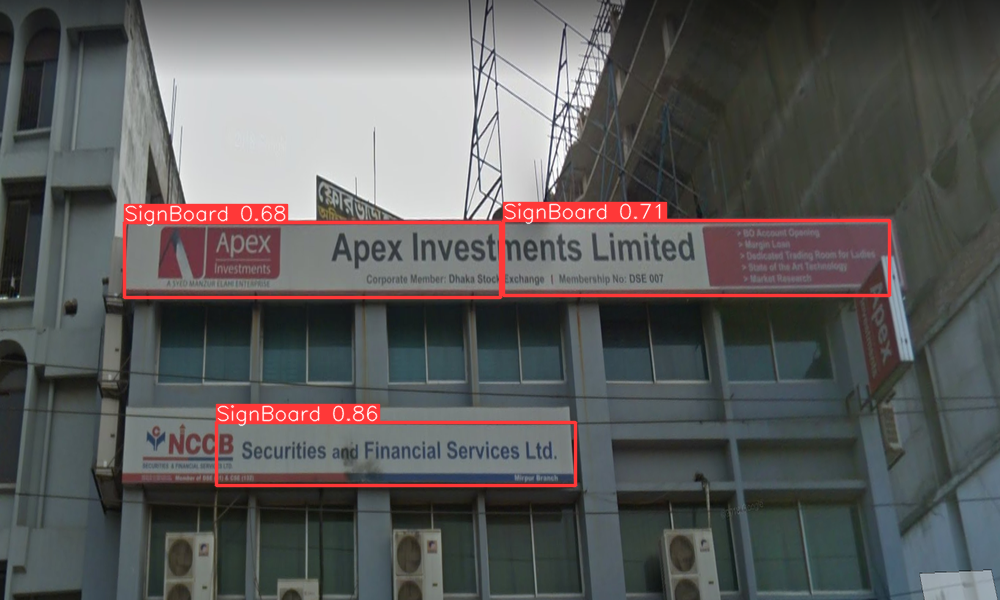 SignBoard 0.68
SignBoard 0.71
Apex
Investments
A SYED MANZUR ELAHI ENTERPRISE
Apex Investments Limited
Corporate Member: Dhaka Stock Exchange | Membership No: DSE 007
> BO Account Opening
> Margin Loan
> Dedicated Trading Room for Ladies
> State of the Art Technology
> Market Research
Apex
SignBoard 0.86
NCCB
SECURITIES & FINANCIAL SERVICES LTD.
Securities and Financial Services Ltd.
Mirpur Branch